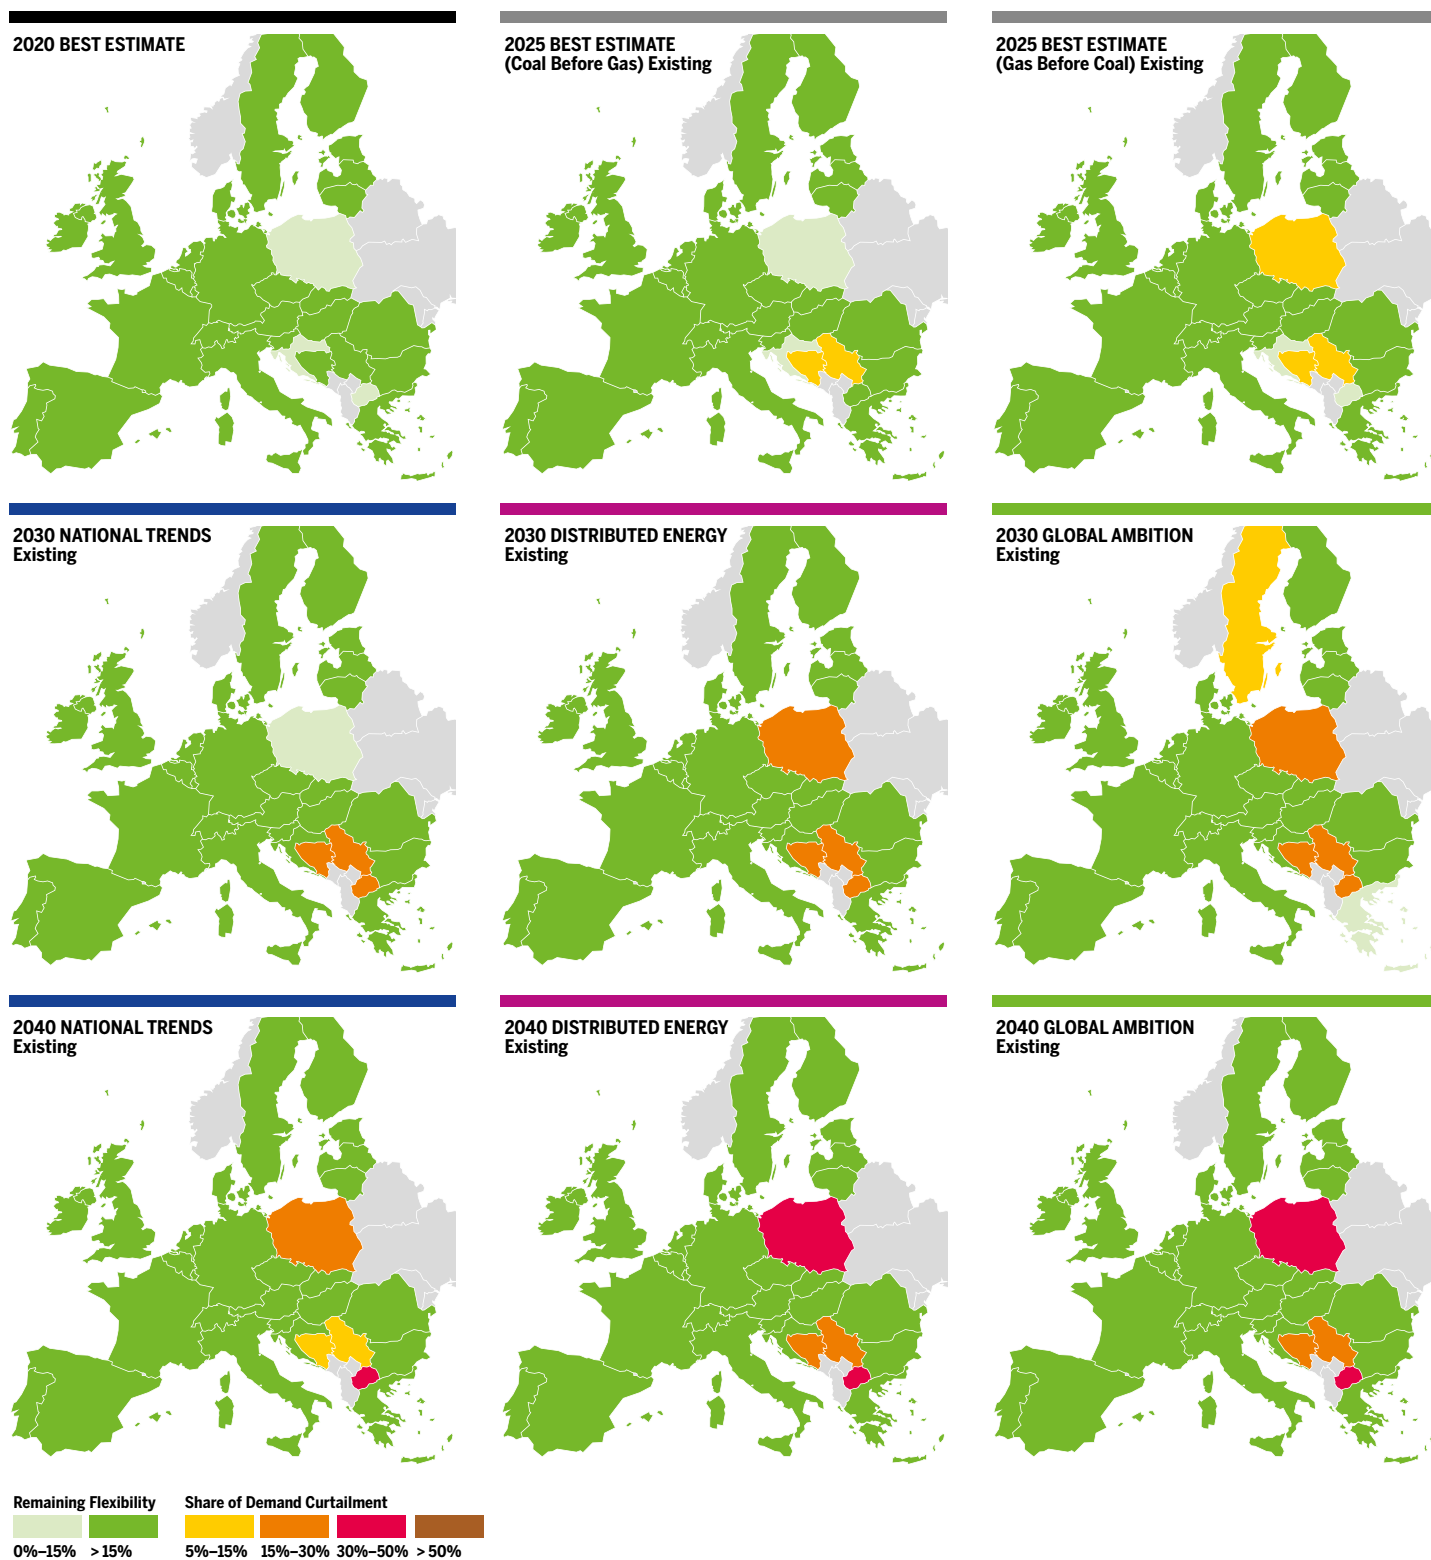 2020 BEST ESTIMATE
2025 BEST ESTIMATE
(Coal Before Gas) Existing
2025 BEST ESTIMATE
(Gas Before Coal) Existing
2030 NATIONAL TRENDS
Existing
2030 DISTRIBUTED ENERGY
Existing
2030 GLOBAL AMBITION
Existing
2040 NATIONAL TRENDS
Existing
2040 DISTRIBUTED ENERGY
Existing
2040 GLOBAL AMBITION
Existing
Remaining Flexibility
0%–15% > 15%
Share of Demand Curtailment
5%–15% 15%–30% 30%–50% > 50%